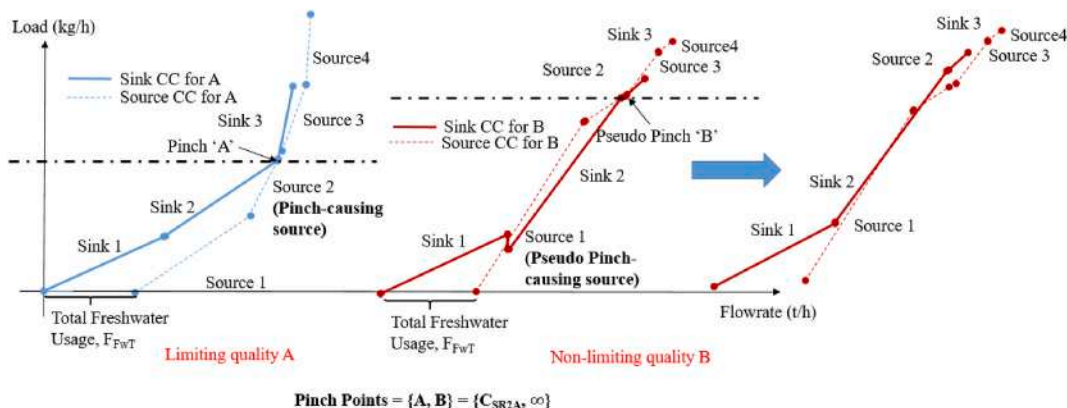 Load (kg/h)
Sink CC for A
Source CC for A
Source4
Sink 3
Source 3
Pinch ‘A’
Source 2
(Pinch-causing
source)
Sink 2
Sink 1
Source 1
Total Freshwater
Usage, F_FwT
Limiting quality A
Sink 3
Source4
Source 2
Source 3
Sink CC for B
Source CC for B
Pseudo Pinch ‘B’
Sink 2
Sink 1
Source 1
(Pseudo Pinch-
causing source)
Total Freshwater
Usage, F_FwT
Non-limiting quality B
Sink 3
Source4
Source 2
Source 3
Sink 2
Sink 1
Source 1
Flowrate (t/h)
Pinch Points = {A, B} = {C_SR2A, ∞}